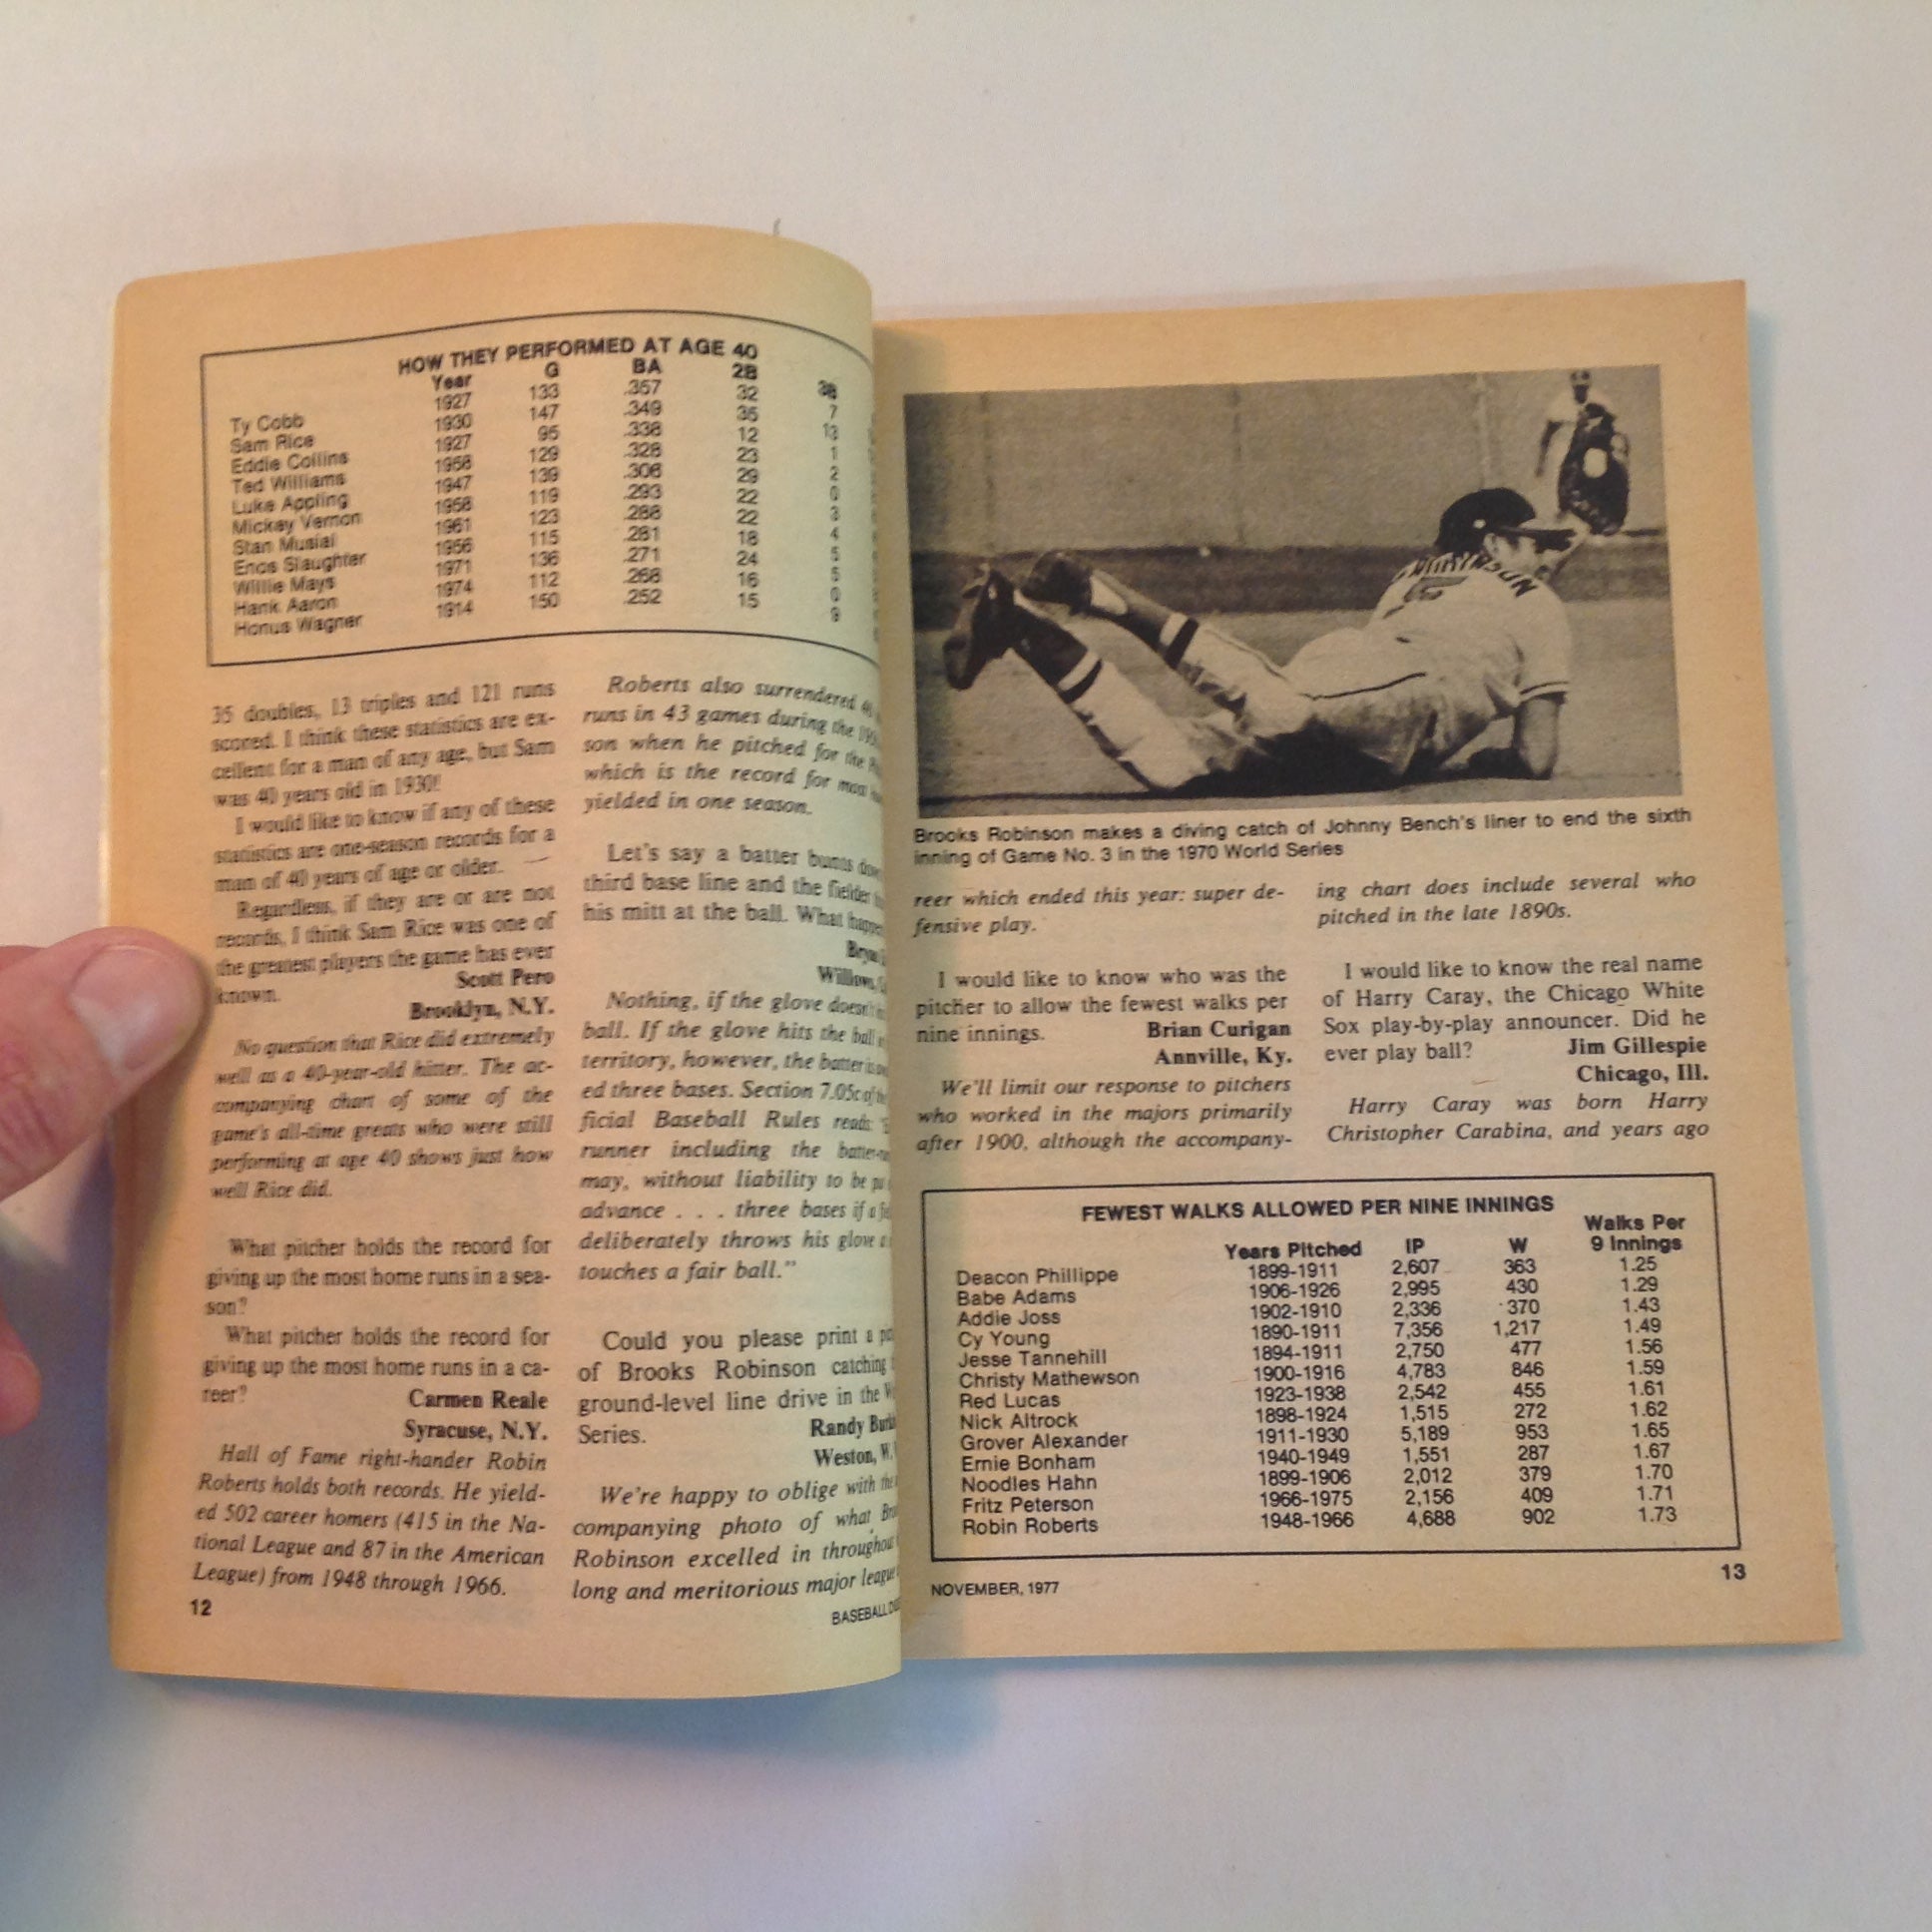 HOW THEY PERFORMED AT AGE 40
Year G BA 2B 3B
Ty Cobb 1927 133 .357 32 7
Sam Rice 1930 147 .349 35 13
Eddie Collins 1927 95 .338 12 1
Ted Williams 1958 129 .328 23 2
Luke Appling 1947 139 .306 29 0
Mickey Vernon 1958 119 .293 22 3
Stan Musial 1961 123 .288 22 4
Enos Slaughter 1956 115 .281 18 5
Willie Mays 1971 136 .271 24 5
Hank Aaron 1974 112 .268 16 0
Honus Wagner 1914 150 .252 15 9
35 doubles, 13 triples and 121 runs
scored. I think these statistics are ex-
cellent for a man of any age, but Sam
was 40 years old in 1930!
I would like to know if any of these
statistics are one-season records for a
man of 40 years of age or older.
Regardless, if they are or are not
records, I think Sam Rice was one of
the greatest players the game has ever
known.
Scott Pero
Brooklyn, N.Y.
No question that Rice did extremely
well as a 40-year-old hitter. The ac-
companying chart of some of the
game's all-time greats who were still
performing at age 40 shows just how
well Rice did.
What pitcher holds the record for
giving up the most home runs in a sea-
son?
What pitcher holds the record for
giving up the most home runs in a ca-
reer?
Carmen Reale
Syracuse, N.Y.
Hall of Fame right-hander Robin
Roberts holds both records. He yield-
ed 502 career homers (415 in the Na-
tional League and 87 in the American
League) from 1948 through 1966.
12
Roberts also surrendered
runs in 43 games during the
son when he pitched for the
which is the record for most
yielded in one season.
Let's say a batter bunts
third base line and the fielder
his mitt at the ball. What
Willows,
Nothing, if the glove doesn't
ball. If the glove hits the ball
territory, however, the batter is
ed three bases. Section 7.05c of
ficial Baseball Rules reads:
runner including the
may, without liability to be
advance . . . three bases if a
deliberately throws his glove
touches a fair ball."
Could you please print a
of Brooks Robinson catching
ground-level line drive in the
Series.
Randy
Weston, W.
We're happy to oblige with the
companying photo of what
Robinson excelled in throughout
long and meritorious major league
BASEBALL
Brooks Robinson makes a diving catch of Johnny Bench's liner to end the sixth
inning of Game No. 3 in the 1970 World Series
reer which ended this year: super de-
fensive play.
I would like to know who was the
pitcher to allow the fewest walks per
nine innings. Brian Curigan
Annville, Ky.
We'll limit our response to pitchers
who worked in the majors primarily
after 1900, although the accompany-
ing chart does include several who
pitched in the late 1890s.
I would like to know the real name
of Harry Caray, the Chicago White
Sox play-by-play announcer. Did he
ever play ball? Jim Gillespie
Chicago, Ill.
Harry Caray was born Harry
Christopher Carabina, and years ago
FEWEST WALKS ALLOWED PER NINE INNINGS
Walks Per
Years Pitched IP W 9 Innings
Deacon Phillippe 1899-1911 2,607 363 1.25
Babe Adams 1906-1926 2,995 430 1.29
Addie Joss 1902-1910 2,336 370 1.43
Cy Young 1890-1911 7,356 1,217 1.49
Jesse Tannehill 1894-1911 2,750 477 1.56
Christy Mathewson 1900-1916 4,783 846 1.59
Red Lucas 1923-1938 2,542 455 1.61
Nick Altrock 1898-1924 1,515 272 1.62
Grover Alexander 1911-1930 5,189 953 1.65
Ernie Bonham 1940-1949 1,551 287 1.67
Noodles Hahn 1899-1906 2,012 379 1.70
Fritz Peterson 1966-1975 2,156 409 1.71
Robin Roberts 1948-1966 4,688 902 1.73
NOVEMBER, 1977
13